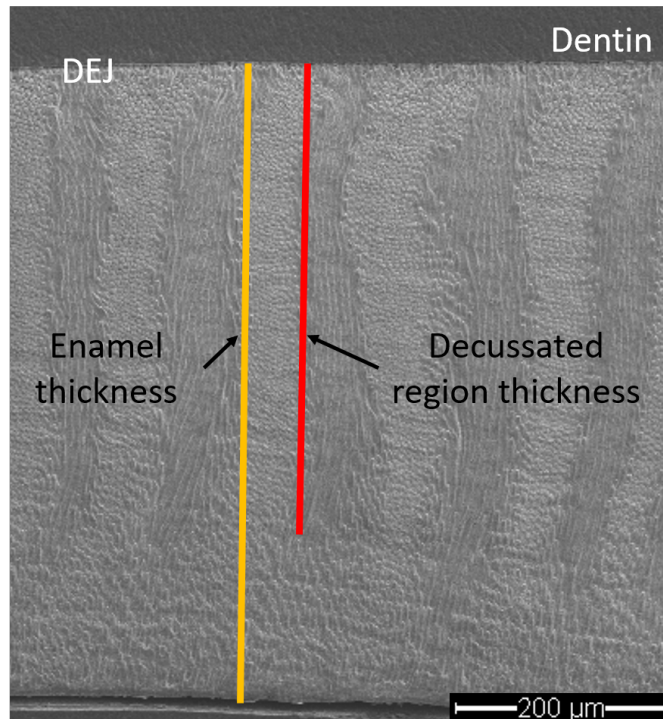 Dentin
DEJ
Enamel
thickness
Decussated
region thickness
200 µm